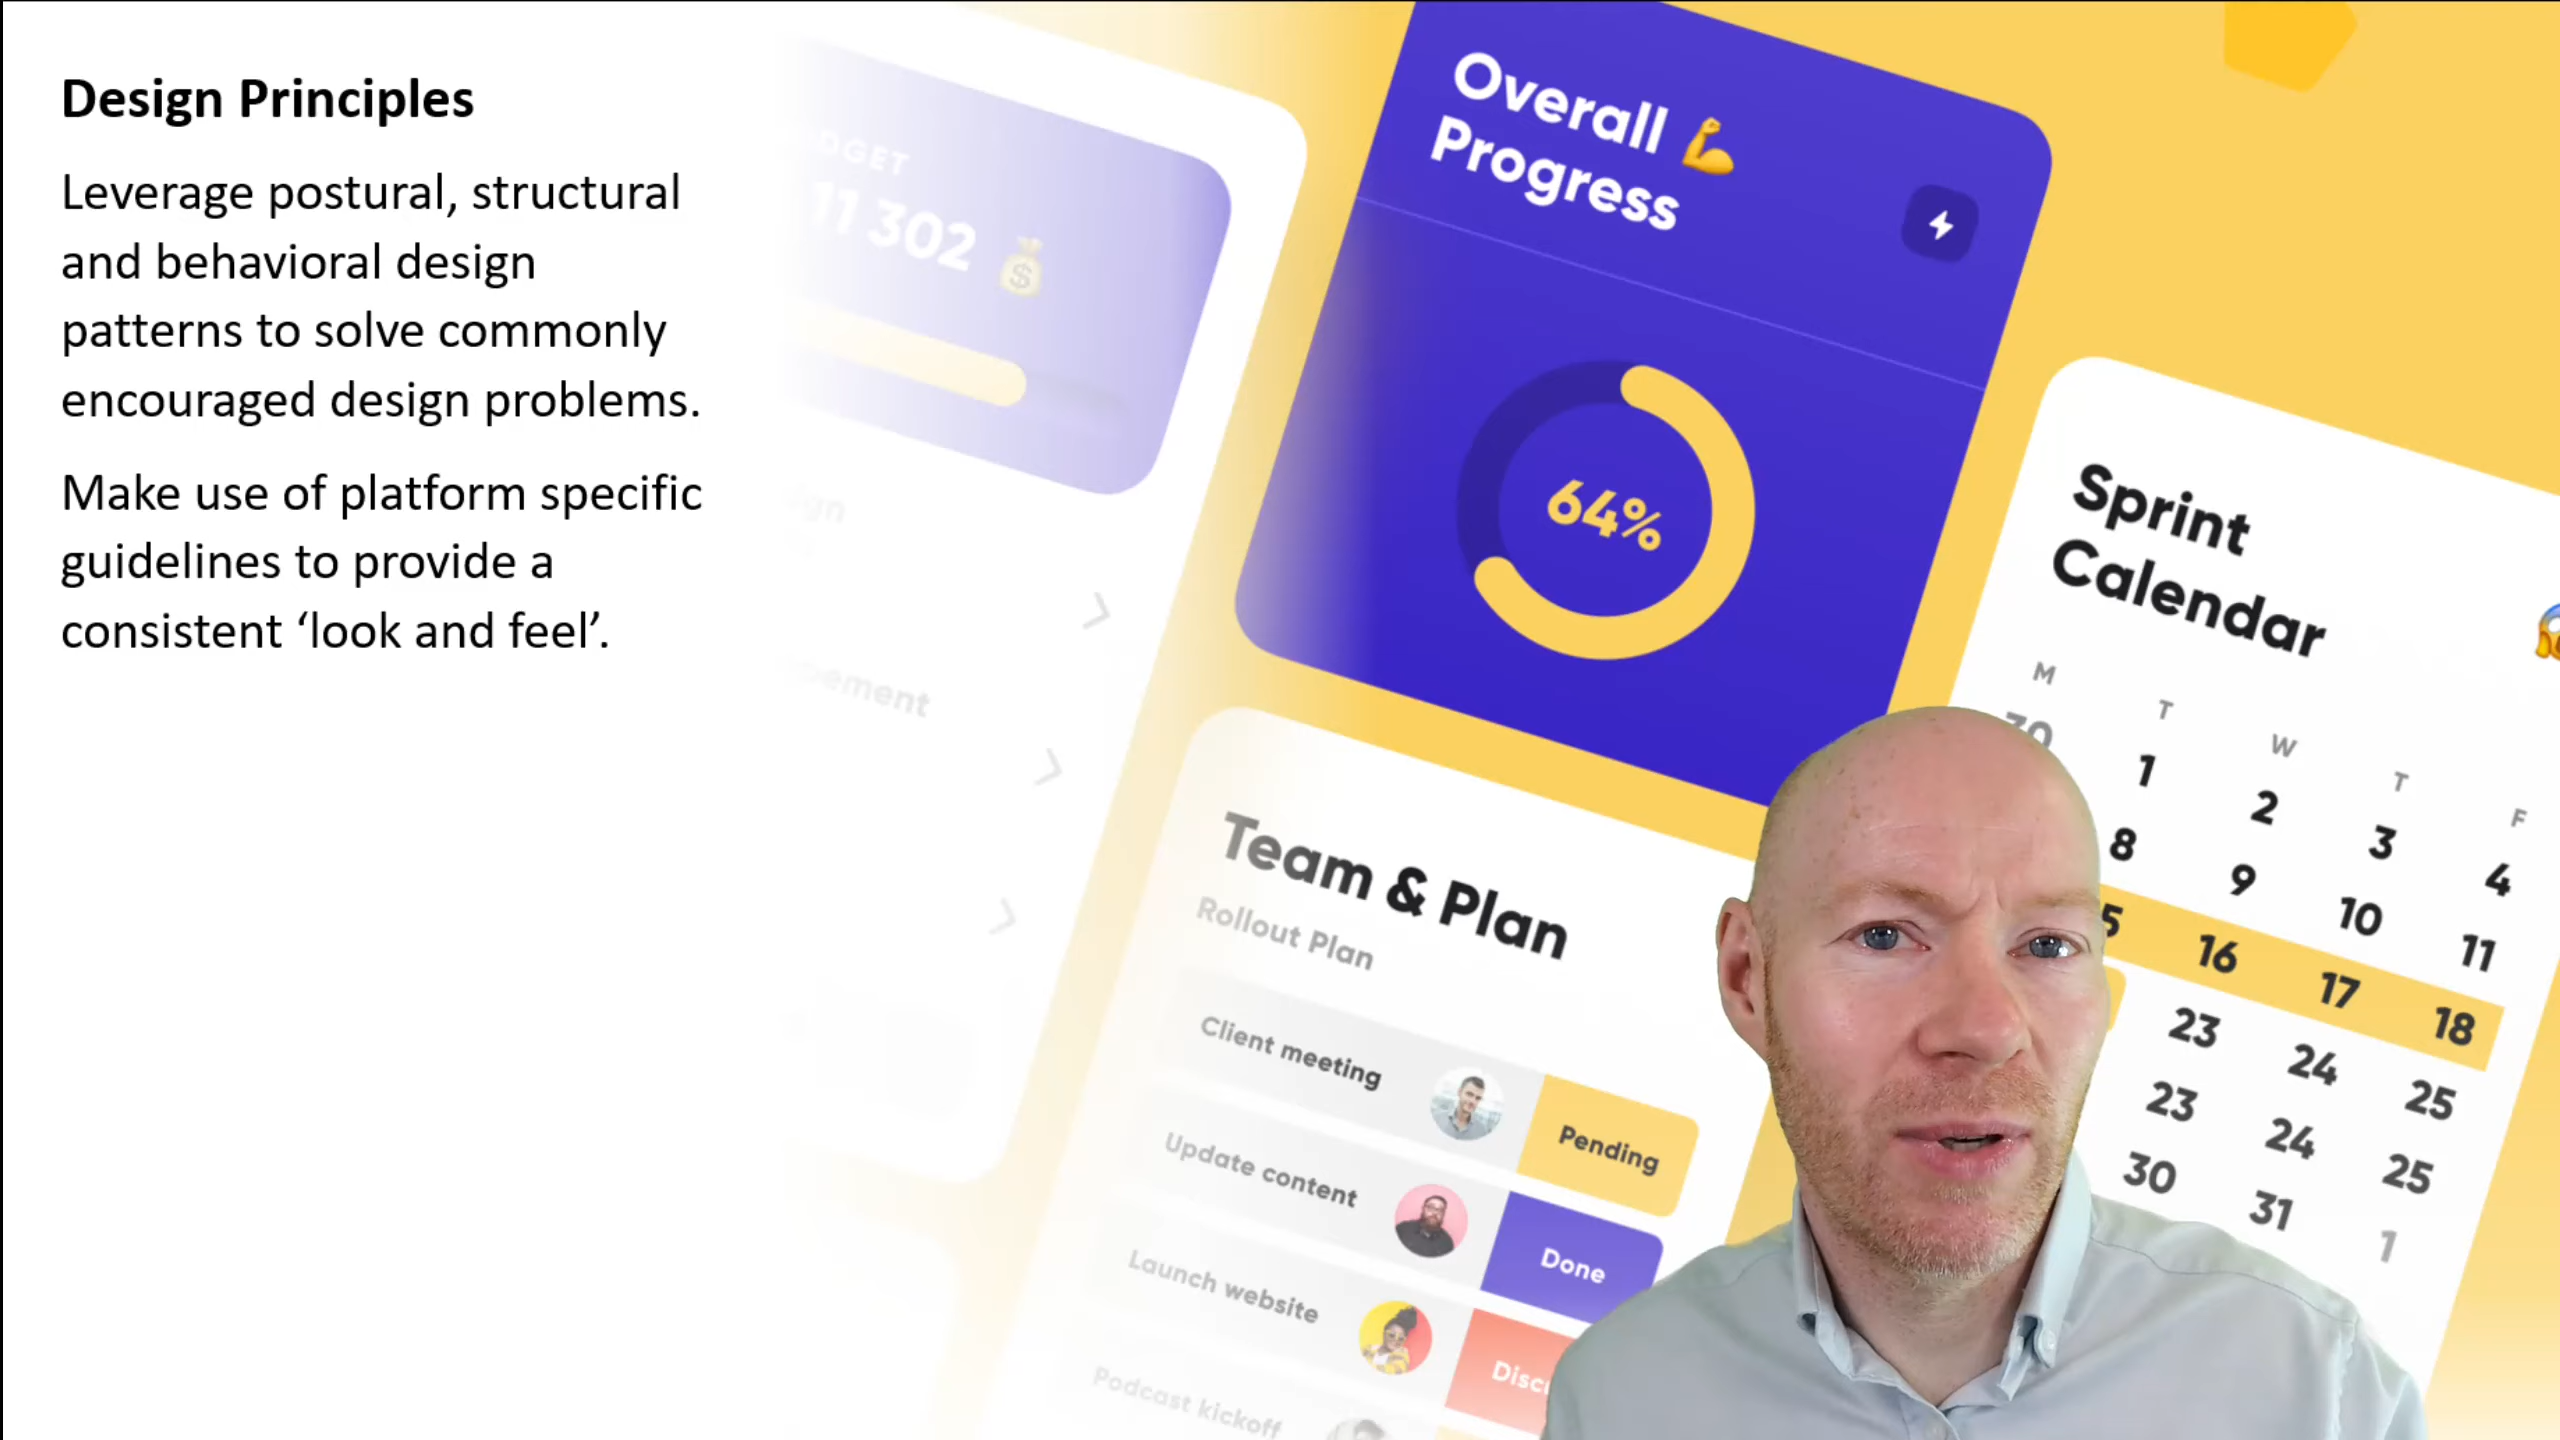 Design Principles
Leverage postural, structural
and behavioral design
patterns to solve commonly
encouraged design problems.
Make use of platform specific
guidelines to provide a
consistent ‘look and feel’.
11 302
Overall 💪
Progress
64%
Team & Plan
Rollout Plan
Client meeting
Pending
Update content
Done
Launch website
Podcast kickoff
Sprint
Calendar
M T W T F
30 1 2 3 4
8 9 10 11
16 17 18
23 24 25
23 24 25
30 31 1